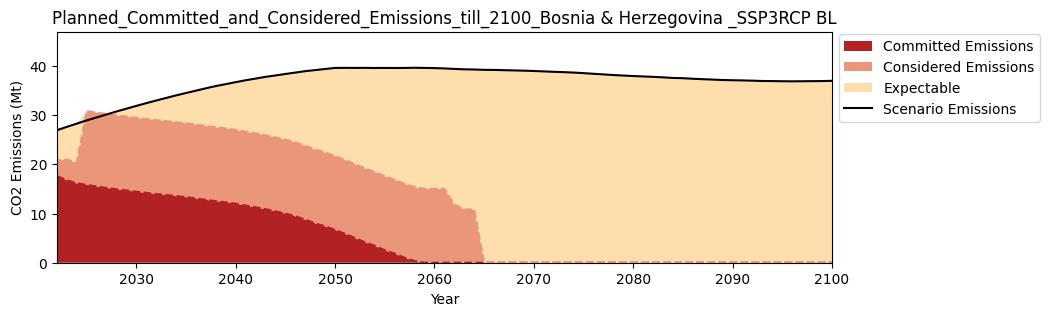 Planned_Committed_and_Considered_Emissions_till_2100_Bosnia & Herzegovina _SSP3RCP BL
CO2 Emissions (Mt)
40
30
20
10
0
2030 2040 2050 2060 2070 2080 2090 2100
Year
Committed Emissions
Considered Emissions
Expectable
Scenario Emissions